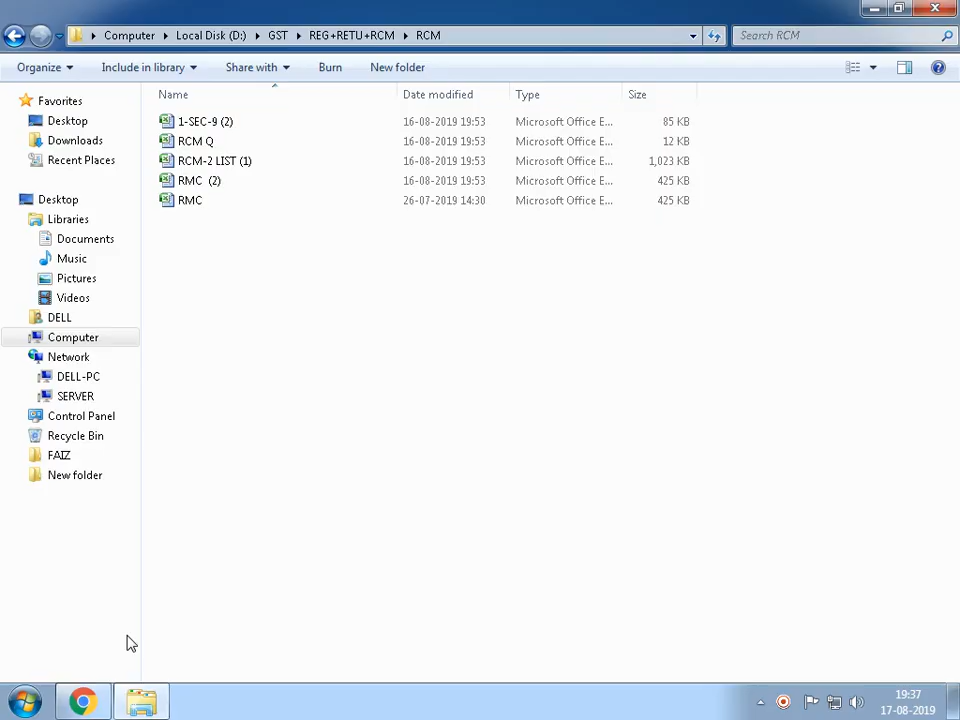 Computer Local Disk (D:) GST REG+RETU+RCM RCM Search RCM
Organize Include in library Share with Burn New folder
Name Date modified Type Size
Favorites
Desktop
Downloads
Recent Places
Desktop
Libraries
Documents
Music
Pictures
Videos
DELL
Computer
Network
DELL-PC
SERVER
Control Panel
Recycle Bin
FAIZ
New folder
1-SEC-9 (2) 16-08-2019 19:53 Microsoft Office E... 85 KB
RCM Q 16-08-2019 19:53 Microsoft Office E... 12 KB
RCM-2 LIST (1) 16-08-2019 19:53 Microsoft Office E... 1,023 KB
RMC (2) 16-08-2019 19:53 Microsoft Office E... 425 KB
RMC 26-07-2019 14:30 Microsoft Office E... 425 KB
19:37
17-08-2019